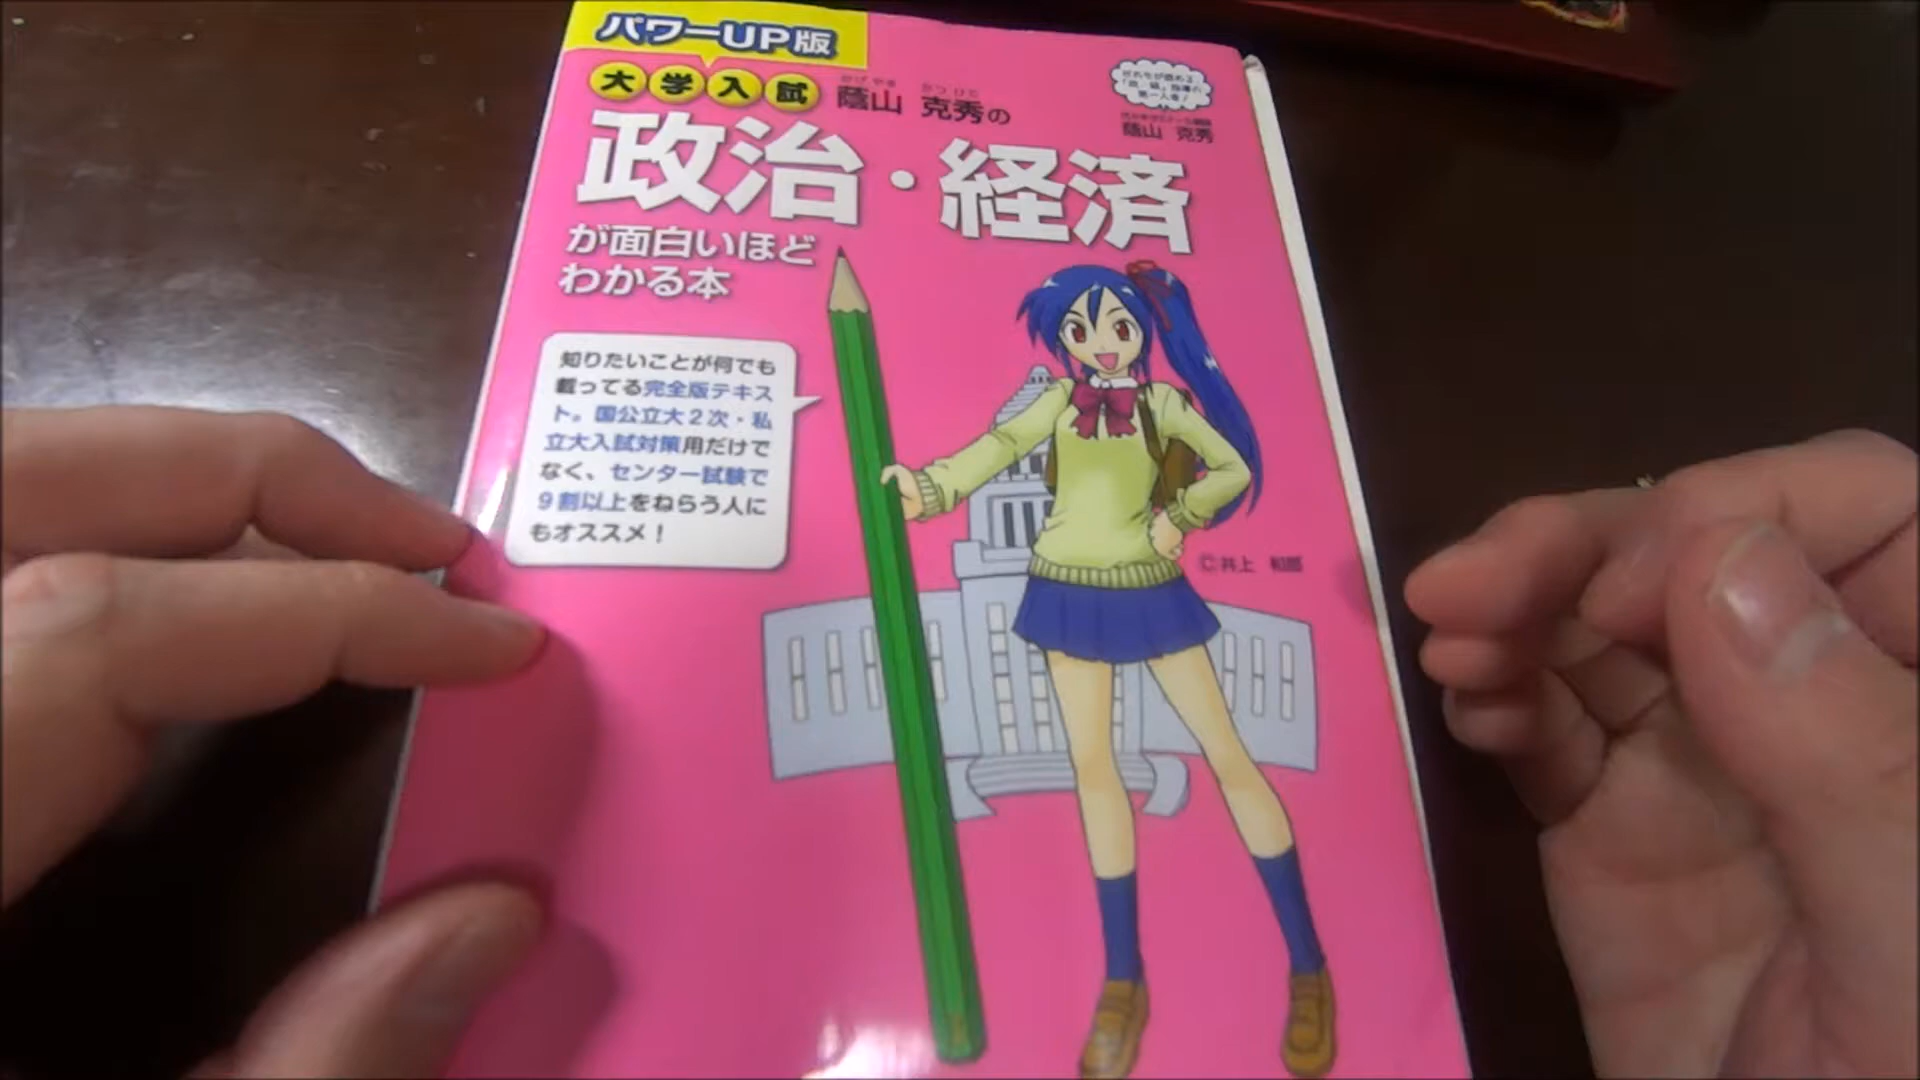 パワーUP版
大学入試
かげやま かつひで
蔭山 克秀の
政治・経済
が面白いほど
わかる本
第一人者！
蔭山 克秀
知りたいことが何でも
載ってる完全版テキス
ト。国公立大2次・私
立大入試対策用だけで
なく、センター試験で
9割以上をねらう人に
もオススメ！
©井上 和郎